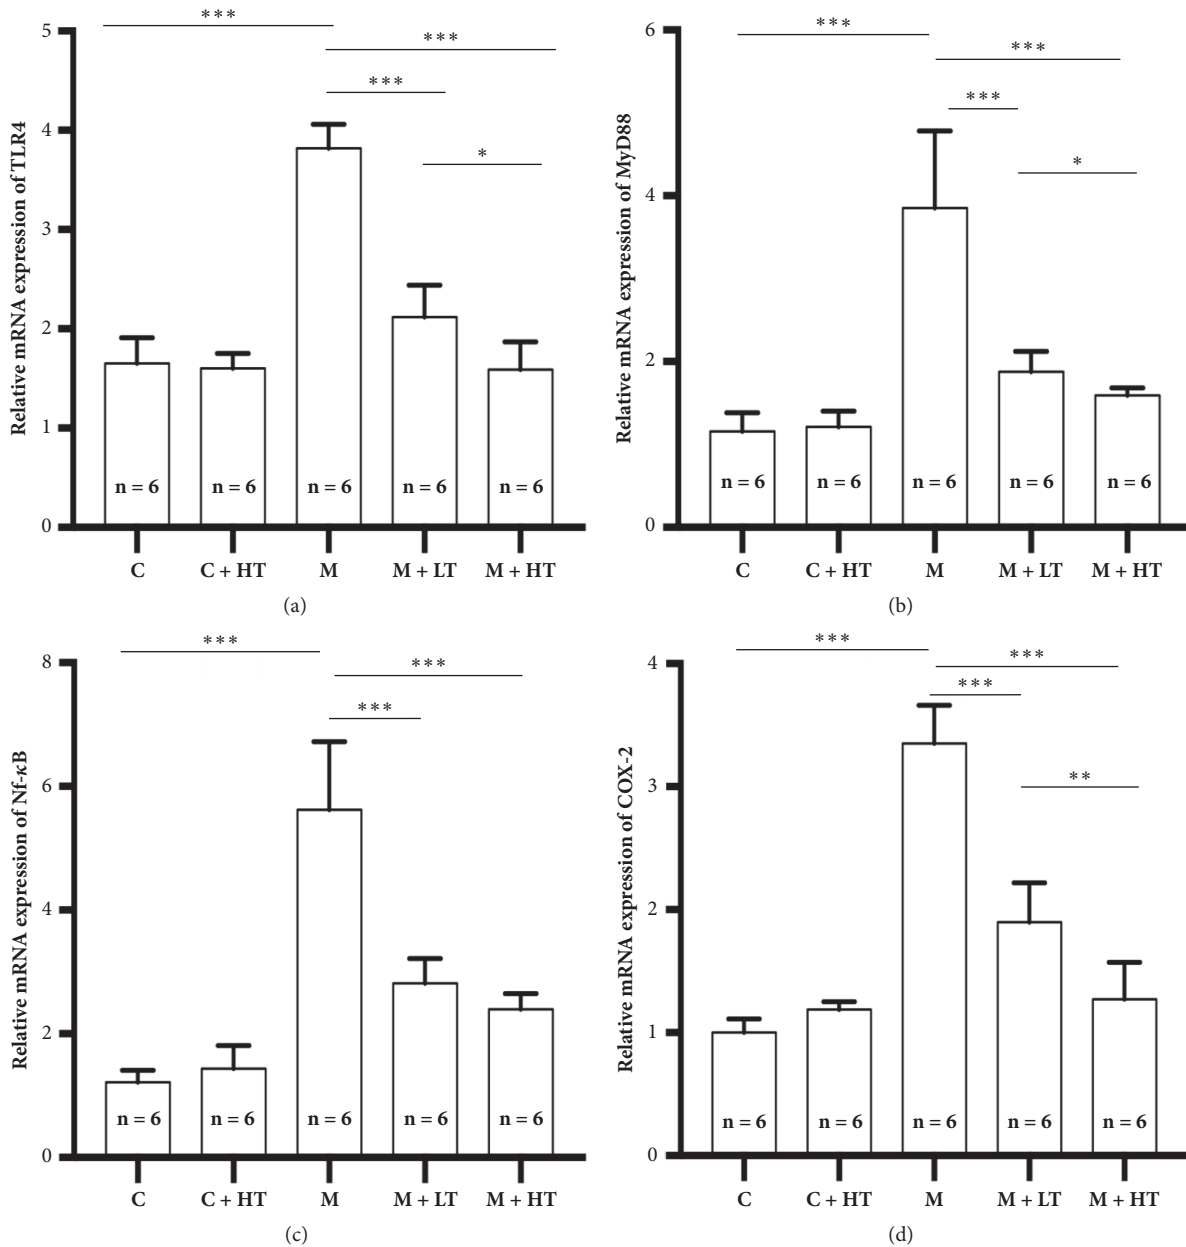 ***
***
***
*
Relative mRNA expression of TLR4
5
4
3
2
1
0
n = 6 n = 6 n = 6 n = 6 n = 6
C C + HT M M + LT M + HT
(a)
***
***
***
*
Relative mRNA expression of MyD88
6
4
2
0
n = 6 n = 6 n = 6 n = 6 n = 6
C C + HT M M + LT M + HT
(b)
***
***
***
Relative mRNA expression of Nf-κB
8
6
4
2
0
n = 6 n = 6 n = 6 n = 6 n = 6
C C + HT M M + LT M + HT
(c)
***
***
***
**
Relative mRNA expression of COX-2
4
3
2
1
0
n = 6 n = 6 n = 6 n = 6 n = 6
C C + HT M M + LT M + HT
(d)